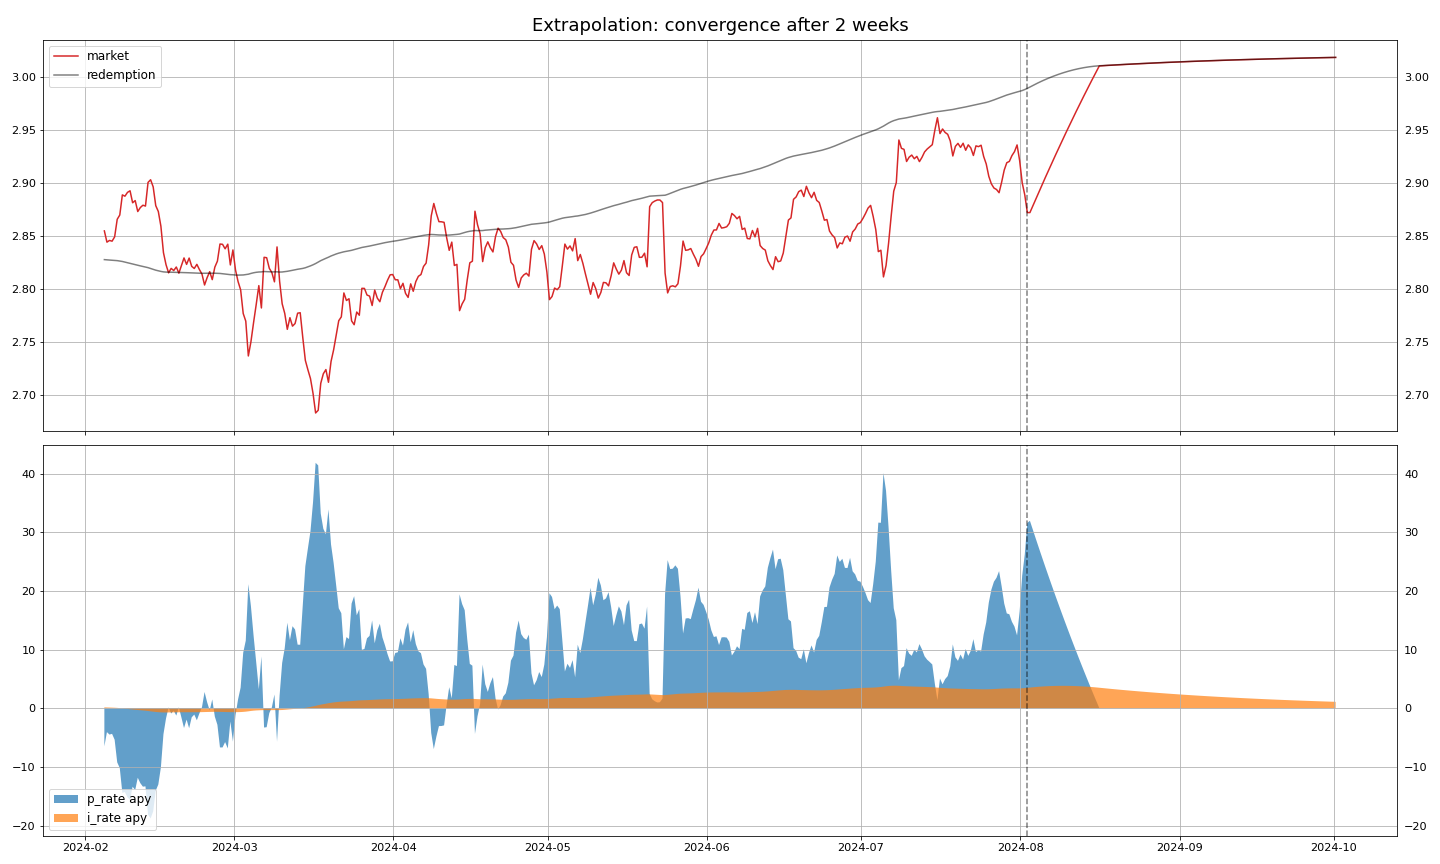 Extrapolation: convergence after 2 weeks
market
redemption
3.00 3.00
2.95 2.95
2.90 2.90
2.85 2.85
2.80 2.80
2.75 2.75
2.70 2.70
40 40
30 30
20 20
10 10
0 0
−10 −10
p_rate apy
i_rate apy
−20 −20
2024-02 2024-03 2024-04 2024-05 2024-06 2024-07 2024-08 2024-09 2024-10